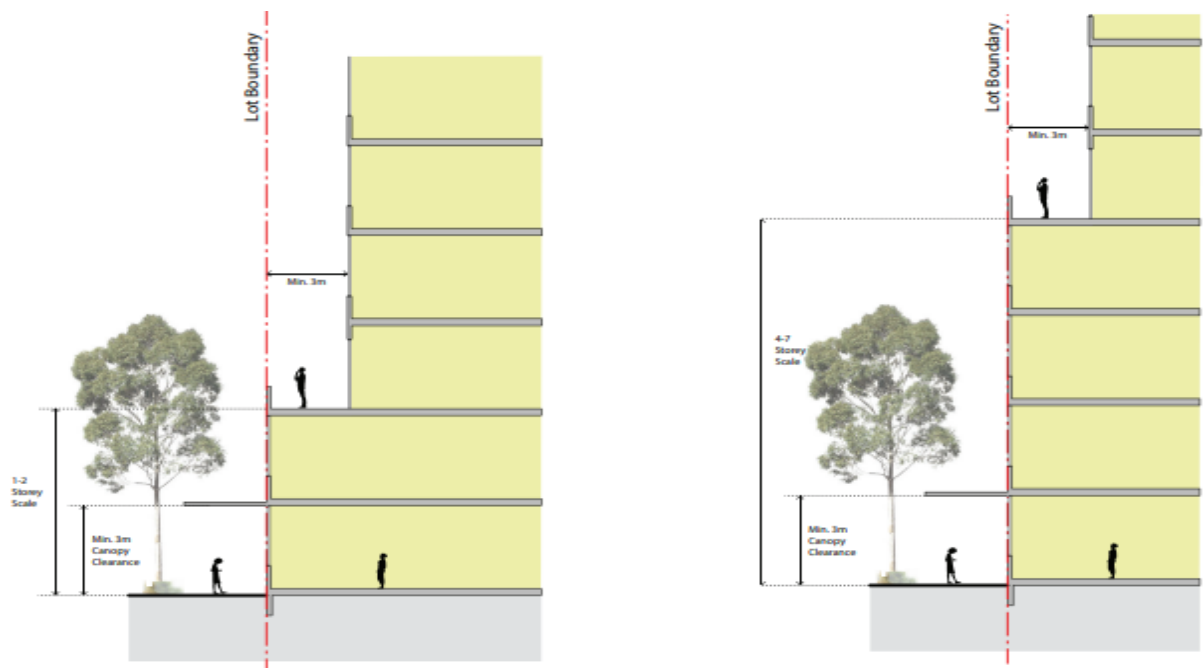 Lot Boundary
Min. 3m
1-2
Storey
Scale
Min. 3m
Canopy
Clearance
Lot Boundary
Min. 3m
4-7
Storey
Scale
Min. 3m
Canopy
Clearance